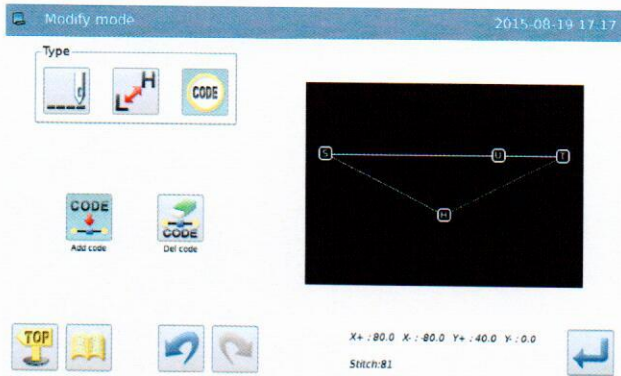 Modify mode
2015-08-19 17 17
Type
L H
CODE
S
U
T
H
CODE
CODE
Add code
Del code
TOP
X+ : 80.0 X- : -80.0 Y+ : 40.0 Y- : 0.0
Stitch:81